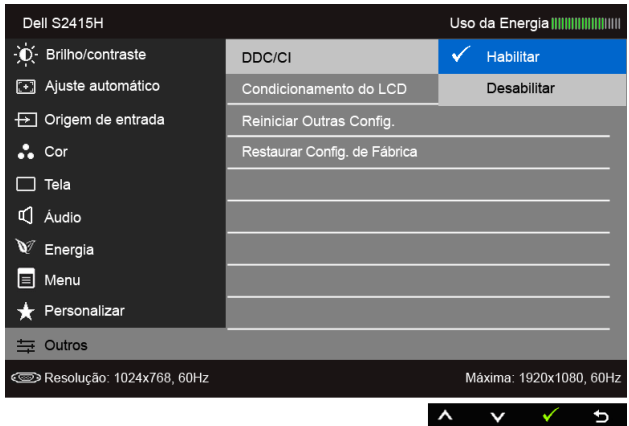 Dell S2415H
Uso da Energia
Brilho/contraste
Ajuste automático
Origem de entrada
Cor
Tela
Áudio
Energia
Menu
Personalizar
Outros
DDC/CI
Condicionamento do LCD
Reiniciar Outras Config.
Restaurar Config. de Fábrica
Habilitar
Desabilitar
Resolução: 1024x768, 60Hz
Máxima: 1920x1080, 60Hz